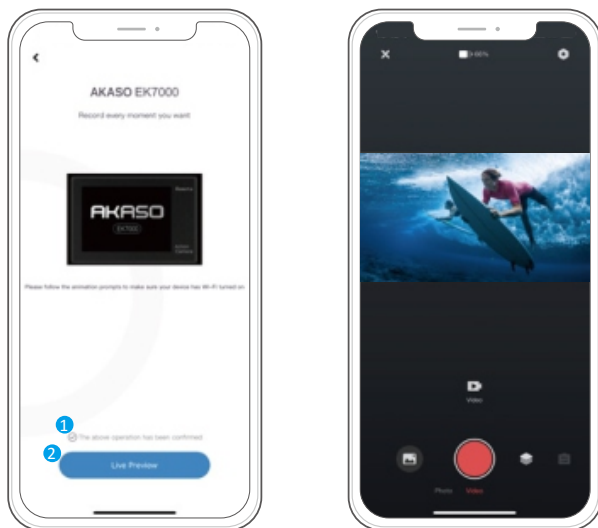 AKASO EK7000
Record every moment you want
AKASO
EK7000
Please follow the animation prompts to make sure your device has Wi-Fi turned on
1
The above operation has been confirmed
2
Live Preview
66%
Video
Photo Video